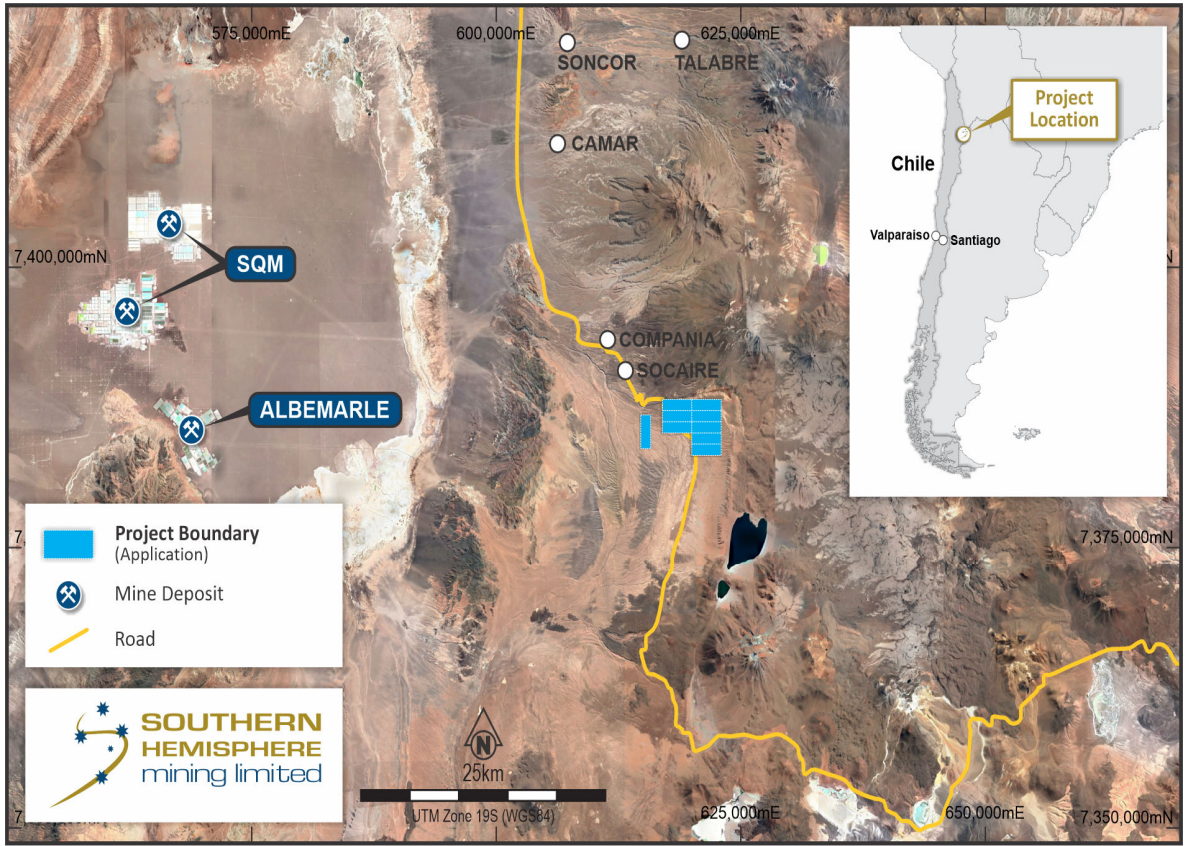 575,000mE
600,000mE
625,000mE
SONCOR
TALABRE
CAMAR
7,400,000mN
SQM
COMPANIA
SOCAIRE
ALBEMARLE
Project
Location
Chile
Valparaiso
Santiago
N
Project Boundary
(Application)
Mine Deposit
Road
7,375,000mN
SOUTHERN
HEMISPHERE
mining limited
N
25km
UTM Zone 19S (WGS84)
625,000mE
650,000mE
7,350,000mN